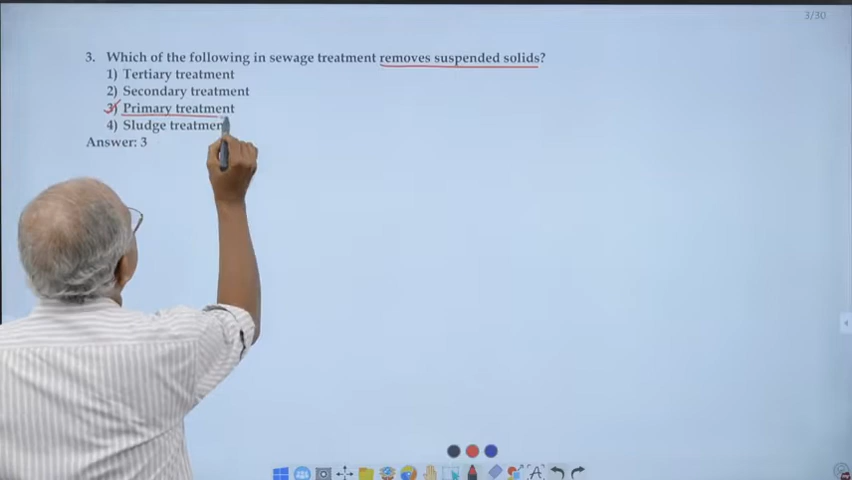 3/30
3. Which of the following in sewage treatment removes suspended solids?
1) Tertiary treatment
2) Secondary treatment
3) Primary treatment
4) Sludge treatment
Answer: 3